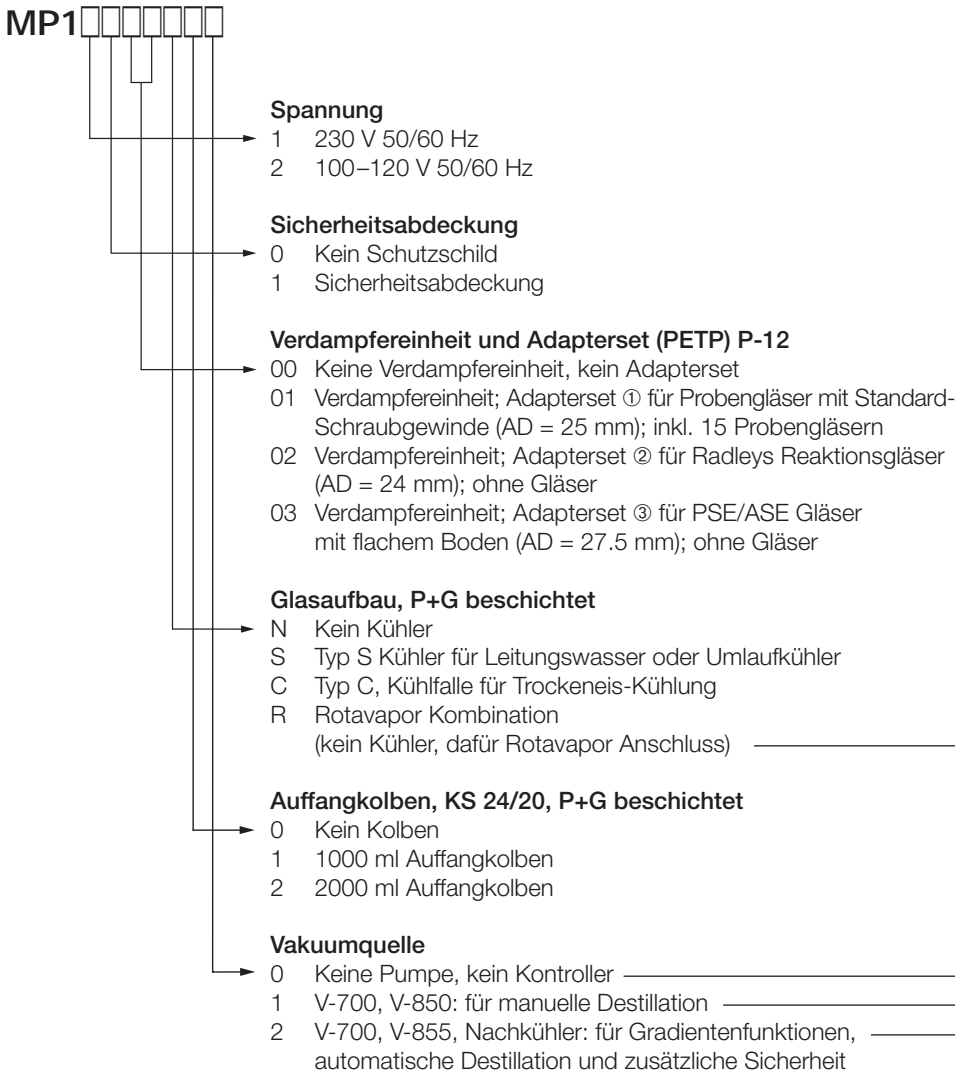 MP1
Spannung
1 230 V 50/60 Hz
2 100–120 V 50/60 Hz
Sicherheitsabdeckung
0 Kein Schutzschild
1 Sicherheitsabdeckung
Verdampfereinheit und Adapterset (PETP) P-12
00 Keine Verdampfereinheit, kein Adapterset
01 Verdampfereinheit; Adapterset ① für Probengläser mit Standard-
Schraubgewinde (AD = 25 mm); inkl. 15 Probengläsern
02 Verdampfereinheit; Adapterset ② für Radleys Reaktionsgläser
(AD = 24 mm); ohne Gläser
03 Verdampfereinheit; Adapterset ③ für PSE/ASE Gläser
mit flachem Boden (AD = 27.5 mm); ohne Gläser
Glasaufbau, P+G beschichtet
N Kein Kühler
S Typ S Kühler für Leitungswasser oder Umlaufkühler
C Typ C, Kühlfalle für Trockeneis-Kühlung
R Rotavapor Kombination
(kein Kühler, dafür Rotavapor Anschluss)
Auffangkolben, KS 24/20, P+G beschichtet
0 Kein Kolben
1 1000 ml Auffangkolben
2 2000 ml Auffangkolben
Vakuumquelle
0 Keine Pumpe, kein Kontroller
1 V-700, V-850: für manuelle Destillation
2 V-700, V-855, Nachkühler: für Gradientenfunktionen,
automatische Destillation und zusätzliche Sicherheit